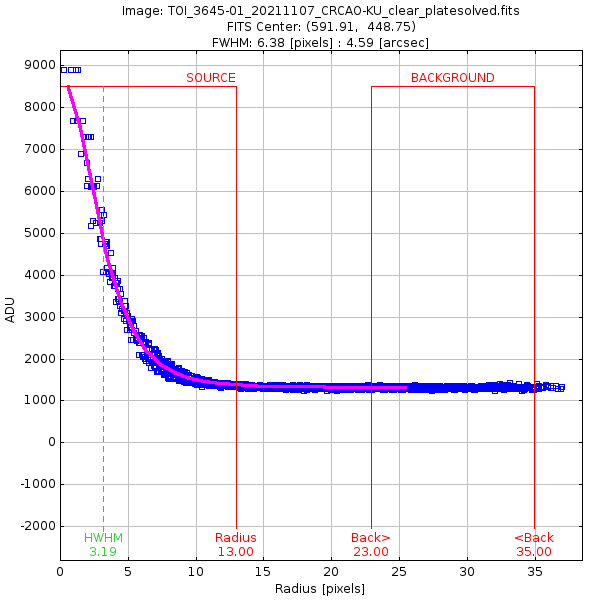 Image: TOI_3645-01_20211107_CRCAO-KU_clear_platesolved.fits
FITS Center: (591.91, 448.75)
FWHM: 6.38 [pixels] : 4.59 [arcsec]
SOURCE BACKGROUND
9000
8000
7000
6000
5000
4000
3000
2000
1000
0
-1000
-2000
ADU
HWHM Radius Back> <Back
3.19 13.00 23.00 35.00
0 5 10 15 20 25 30 35
Radius [pixels]